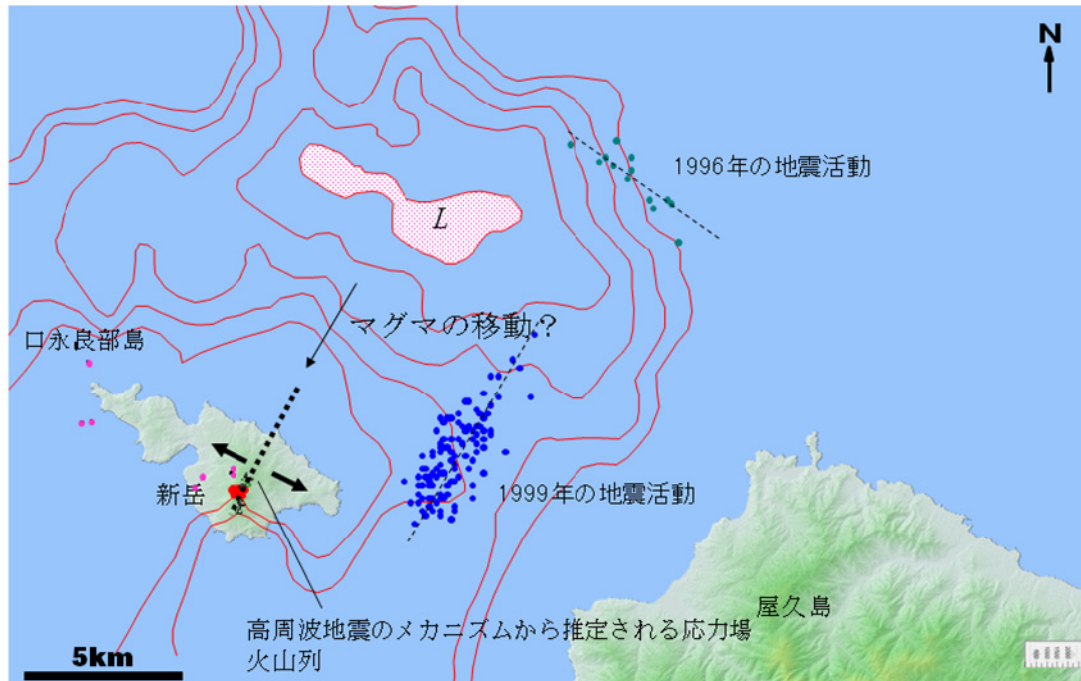 N
1996年の地震活動
L
マグマの移動?
口永良部島
新岳
1999年の地震活動
屋久島
高周波地震のメカニズムから推定される応力場
火山列
5km